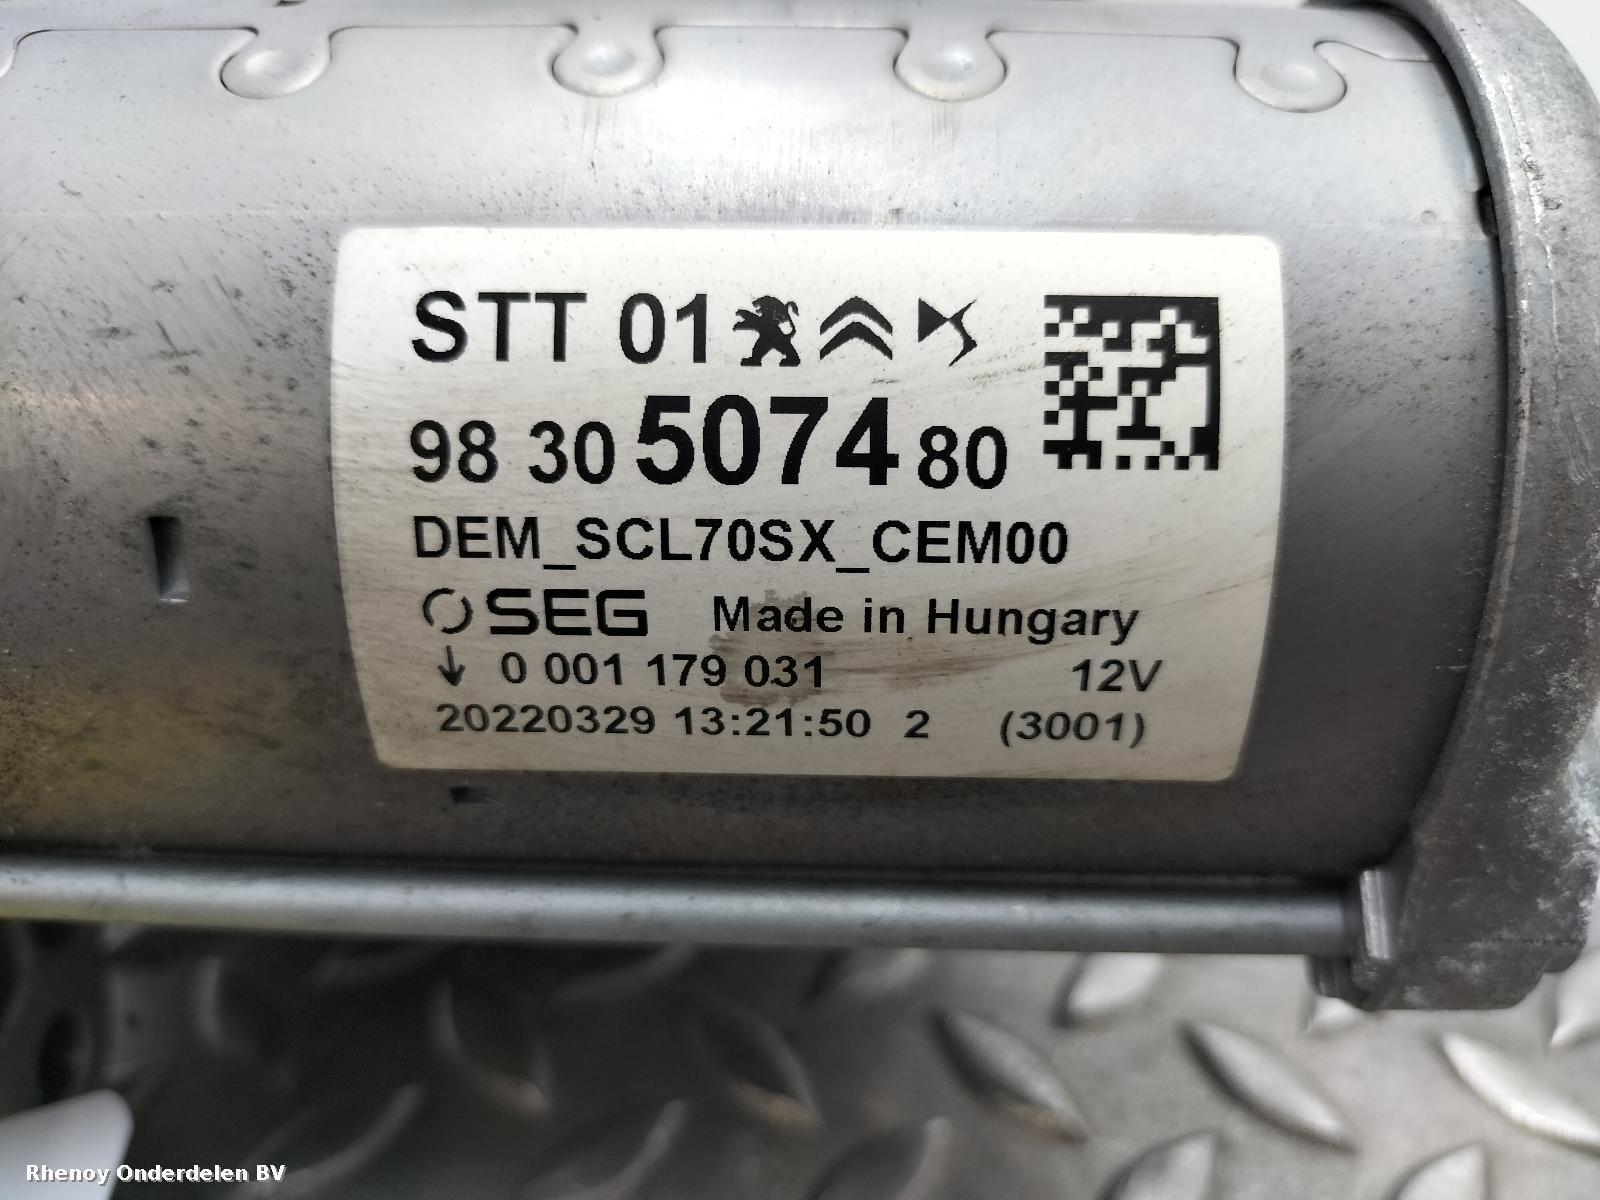 STT 01
98 30 5074 80
DEM_SCL70SX_CEM00
SEG Made in Hungary
↓ 0 001 179 031 12V
20220329 13:21:50 2 (3001)
Rhenoy Onderdelen BV